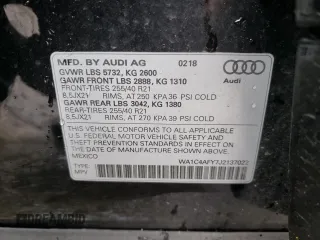 MFD. BY AUDI AG 0218
GVWR LBS 5732, KG 2600
GAWR FRONT LBS 2888, KG 1310
FRONT-TIRES 255/40 R21
8,5JX21 RIMS, AT 250 KPA 36 PSI COLD
GAWR REAR LBS 3042, KG 1380
REAR-TIRES 255/40 R21
8,5JX21 RIMS, AT 270 KPA 39 PSI COLD
Audi
THIS VEHICLE CONFORMS TO ALL APPLICABLE
U.S. FEDERAL MOTOR VEHICLE SAFETY AND
THEFT PREVENTION STANDARDS IN EFFECT
ON THE DATE OF MANUFACTURE SHOWN ABOVE.
MEXICO
TYPE